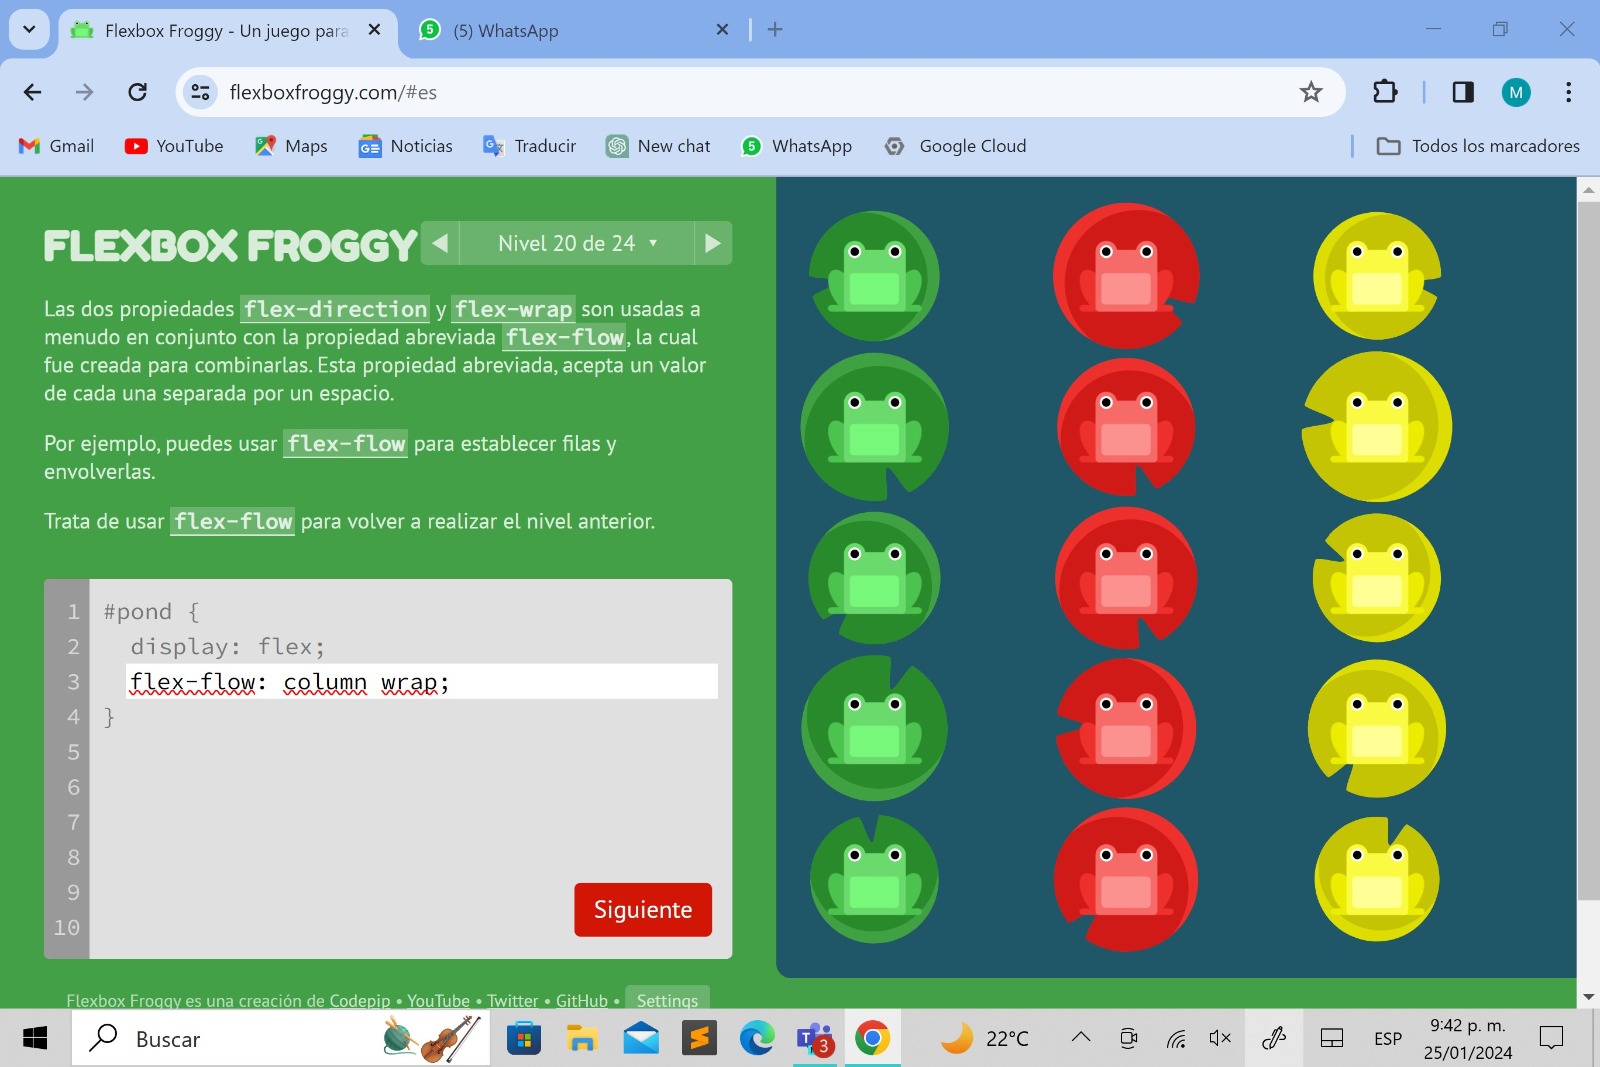 Flexbox Froggy - Un juego para
(5) WhatsApp
flexboxfroggy.com/#es
M
Gmail
YouTube
Maps
Noticias
Traducir
New chat
WhatsApp
Google Cloud
Todos los marcadores
FLEXBOX FROGGY
Nivel 20 de 24
Las dos propiedades flex-direction y flex-wrap son usadas a
menudo en conjunto con la propiedad abreviada flex-flow, la cual
fue creada para combinarlas. Esta propiedad abreviada, acepta un valor
de cada una separada por un espacio.
Por ejemplo, puedes usar flex-flow para establecer filas y
envolverlas.
Trata de usar flex-flow para volver a realizar el nivel anterior.
1 #pond {
2 display: flex;
3 flex-flow: column wrap;
4 }
5
6
7
8
9
10
Siguiente
Flexbox Froggy es una creación de Codepip • YouTube • Twitter • GitHub • Settings
Buscar
3
22°C
ESP
9:42 p. m.
25/01/2024